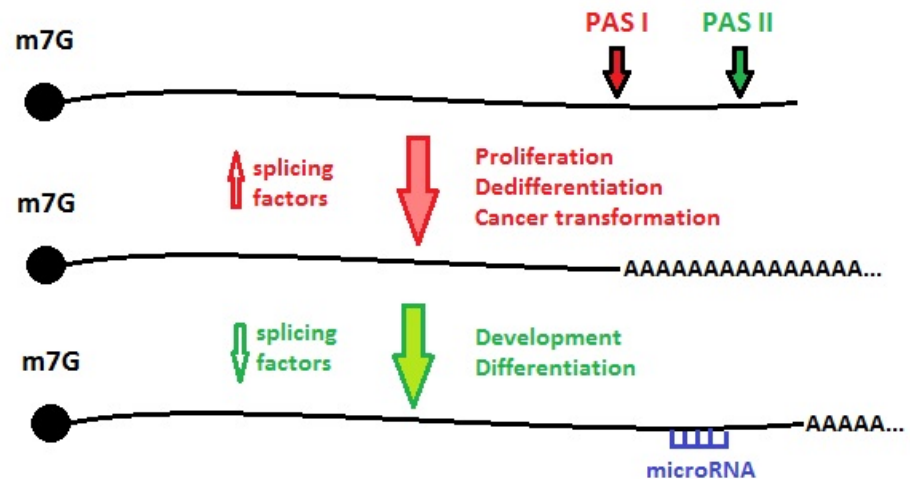 PAS I
PAS II
m7G
splicing
factors
Proliferation
Dedifferentiation
Cancer transformation
m7G
AAAAAAAAAAAAAAA...
splicing
factors
Development
Differentiation
m7G
AAAAA...
microRNA